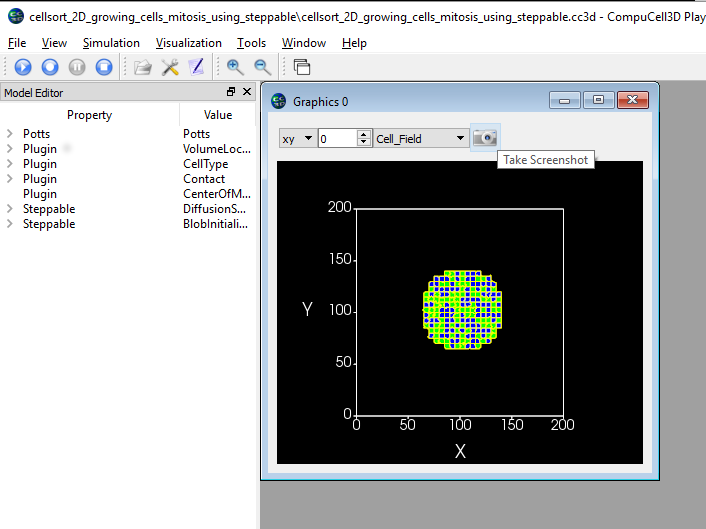 cellsort_2D_growing_cells_mitosis_using_steppable\cellsort_2D_growing_cells_mitosis_using_steppable.cc3d - CompuCell3D Play
File View Simulation Visualization Tools Window Help
Model Editor
Property Value
Potts Potts
Plugin VolumeLoc...
Plugin CellType
Plugin Contact
Plugin CenterOfM...
Steppable DiffusionS...
Steppable BlobInitiali...
Graphics 0
xy 0 Cell_Field
Take Screenshot
200
150
Y 100
50
0
0 50 100 150 200
X